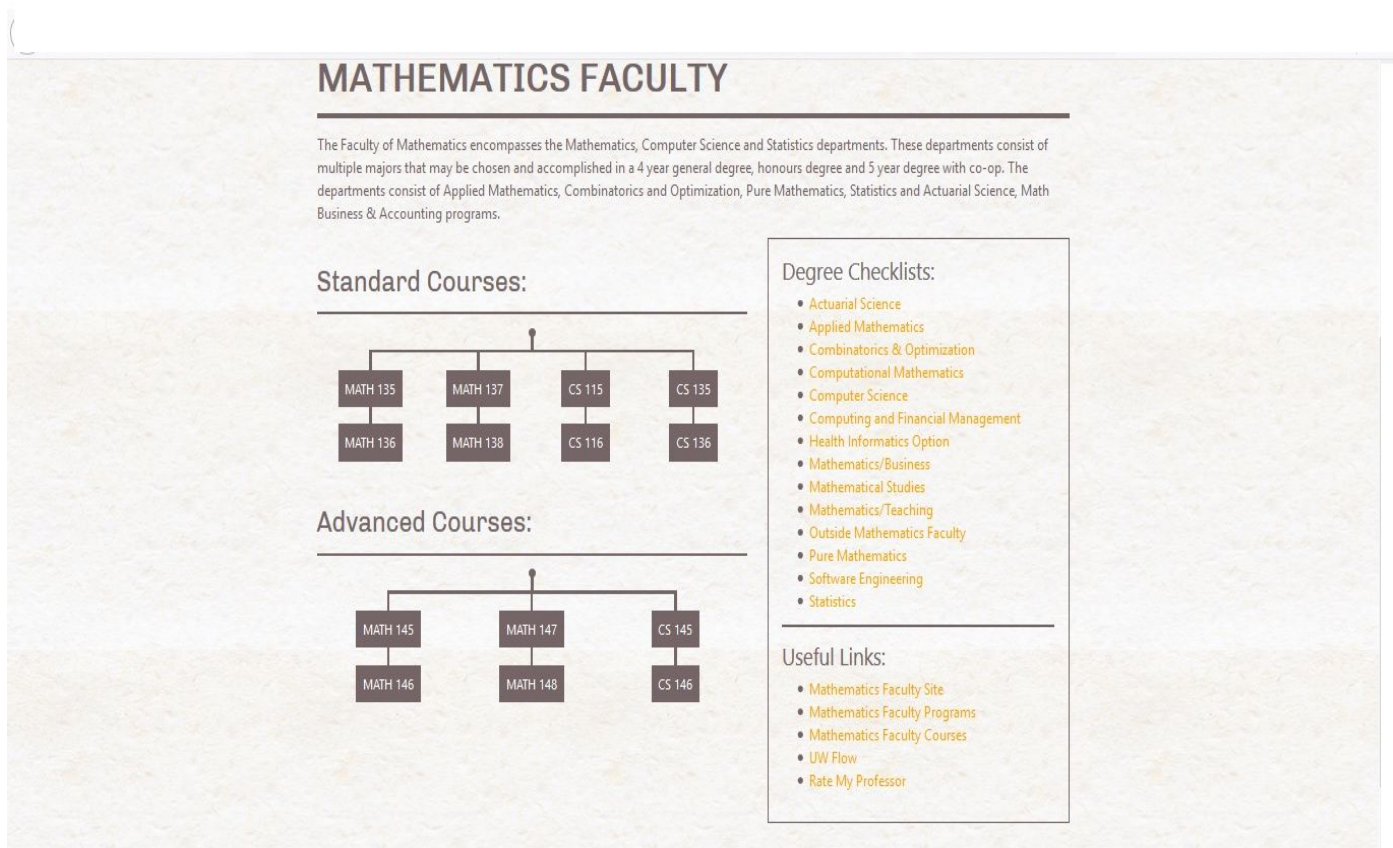 MATHEMATICS FACULTY
The Faculty of Mathematics encompasses the Mathematics, Computer Science and Statistics departments. These departments consist of
multiple majors that may be chosen and accomplished in a 4 year general degree, honours degree and 5 year degree with co-op. The
departments consist of Applied Mathematics, Combinatorics and Optimization, Pure Mathematics, Statistics and Actuarial Science, Math
Business & Accounting programs.
Standard Courses:
MATH 135 MATH 137 CS 115 CS 135
MATH 136 MATH 138 CS 116 CS 136
Advanced Courses:
MATH 145 MATH 147 CS 145
MATH 146 MATH 148 CS 146
Degree Checklists:
• Actuarial Science
• Applied Mathematics
• Combinatorics & Optimization
• Computational Mathematics
• Computer Science
• Computing and Financial Management
• Health Informatics Option
• Mathematics/Business
• Mathematical Studies
• Mathematics/Teaching
• Outside Mathematics Faculty
• Pure Mathematics
• Software Engineering
• Statistics
Useful Links:
• Mathematics Faculty Site
• Mathematics Faculty Programs
• Mathematics Faculty Courses
• UW Flow
• Rate My Professor